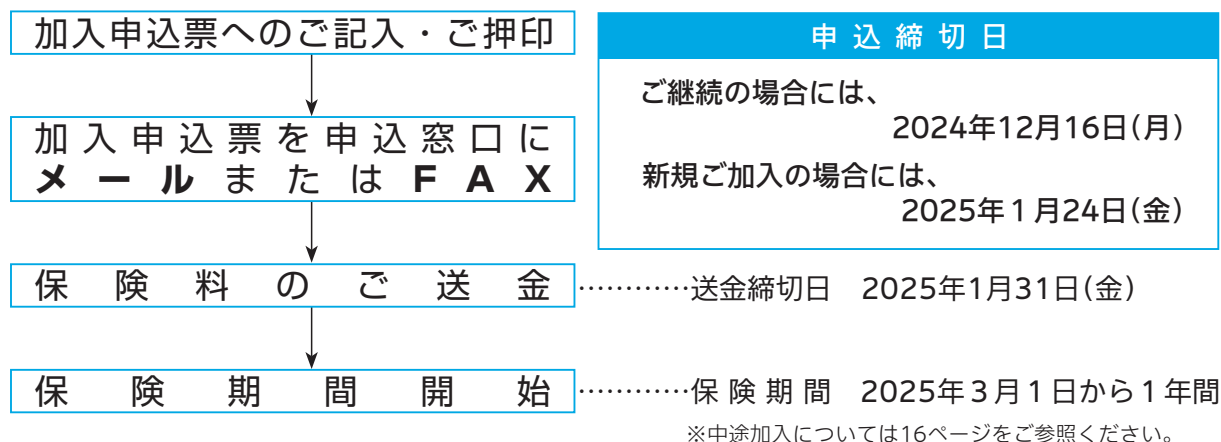 加入申込票へのご記入・ご押印
加入申込票を申込窓口に
メールまたはFAX
保険料のご送金
保険期間開始
申込締切日
ご継続の場合には、
2024年12月16日(月)
新規ご加入の場合には、
2025年1月24日(金)
…………送金締切日 2025年1月31日(金)
…………保険期間 2025年3月1日から1年間
※中途加入については16ページをご参照ください。